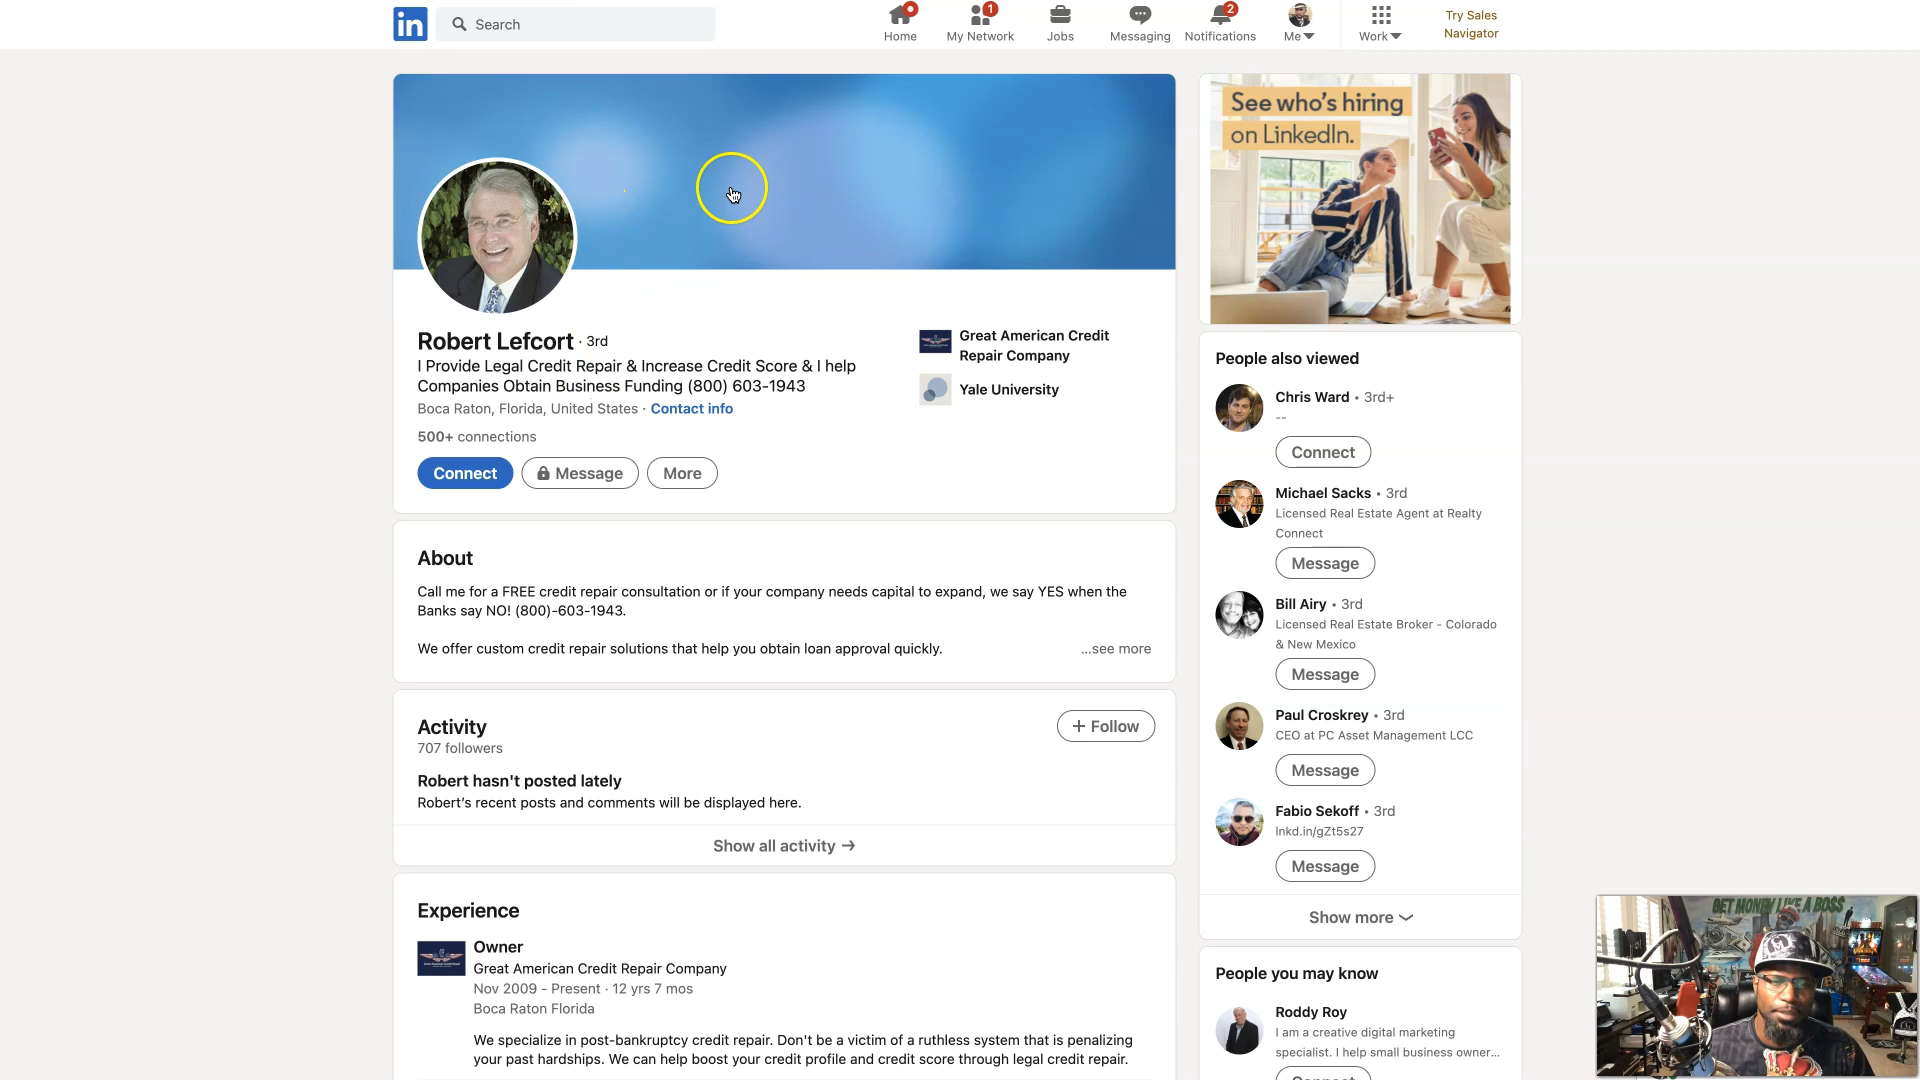 in
Search
Home
1
My Network
Jobs
Messaging
2
Notifications
Me
Work
Try Sales
Navigator
See who's hiring
on LinkedIn.
Robert Lefcort · 3rd
I Provide Legal Credit Repair & Increase Credit Score & I help
Companies Obtain Business Funding (800) 603-1943
Boca Raton, Florida, United States · Contact info
500+ connections
Connect
Message
More
Great American Credit
Repair Company
Yale University
About
Call me for a FREE credit repair consultation or if your company needs capital to expand, we say YES when the
Banks say NO! (800)-603-1943.
We offer custom credit repair solutions that help you obtain loan approval quickly.
...see more
Activity
707 followers
+ Follow
Robert hasn't posted lately
Robert's recent posts and comments will be displayed here.
Show all activity →
Experience
Owner
Great American Credit Repair Company
Nov 2009 - Present · 12 yrs 7 mos
Boca Raton Florida
We specialize in post-bankruptcy credit repair. Don't be a victim of a ruthless system that is penalizing
your past hardships. We can help boost your credit profile and credit score through legal credit repair.
People also viewed
Chris Ward • 3rd+
--
Connect
Michael Sacks • 3rd
Licensed Real Estate Agent at Realty
Connect
Message
Bill Airy • 3rd
Licensed Real Estate Broker - Colorado
& New Mexico
Message
Paul Croskrey • 3rd
CEO at PC Asset Management LCC
Message
Fabio Sekoff • 3rd
lnkd.in/gZt5s27
Message
Show more
People you may know
Roddy Roy
I am a creative digital marketing
specialist. I help small business owner...
Connect
GET MONEY LIKE A BOSS